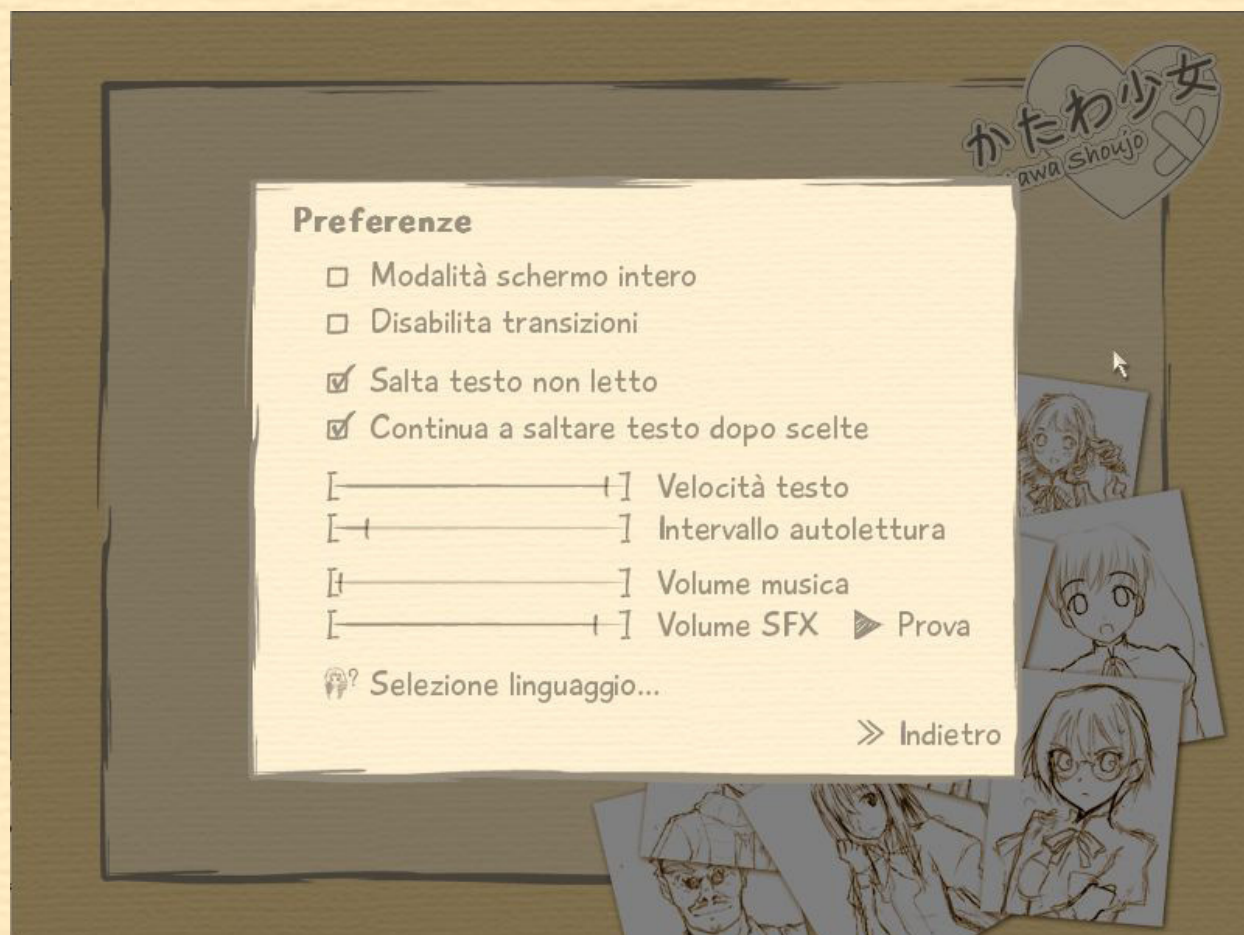 かたわ少女
awa Shoujo
Preferenze
Modalità schermo intero
Disabilita transizioni
Salta testo non letto
Continua a saltare testo dopo scelte
Velocità testo
Intervallo autolettura
Volume musica
Volume SFX Prova
? Selezione linguaggio...
Indietro